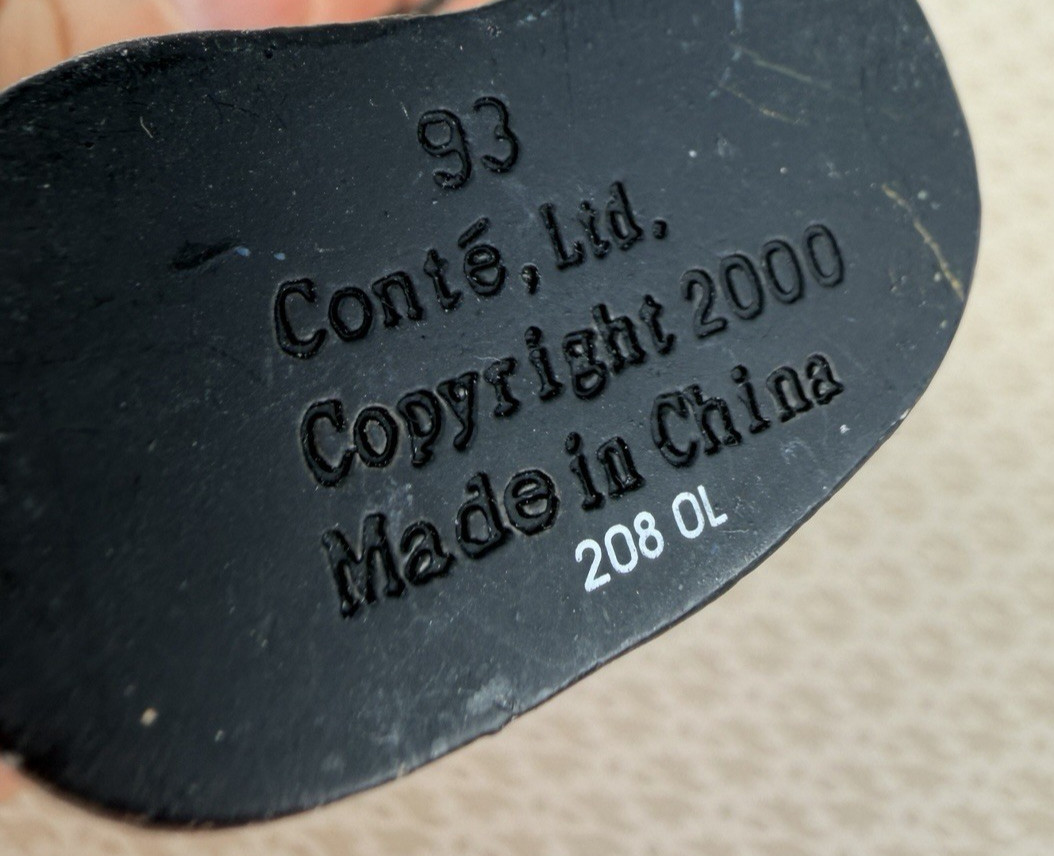 93
Conté, Ltd.
Copyright 2000
Made in China
208 OL